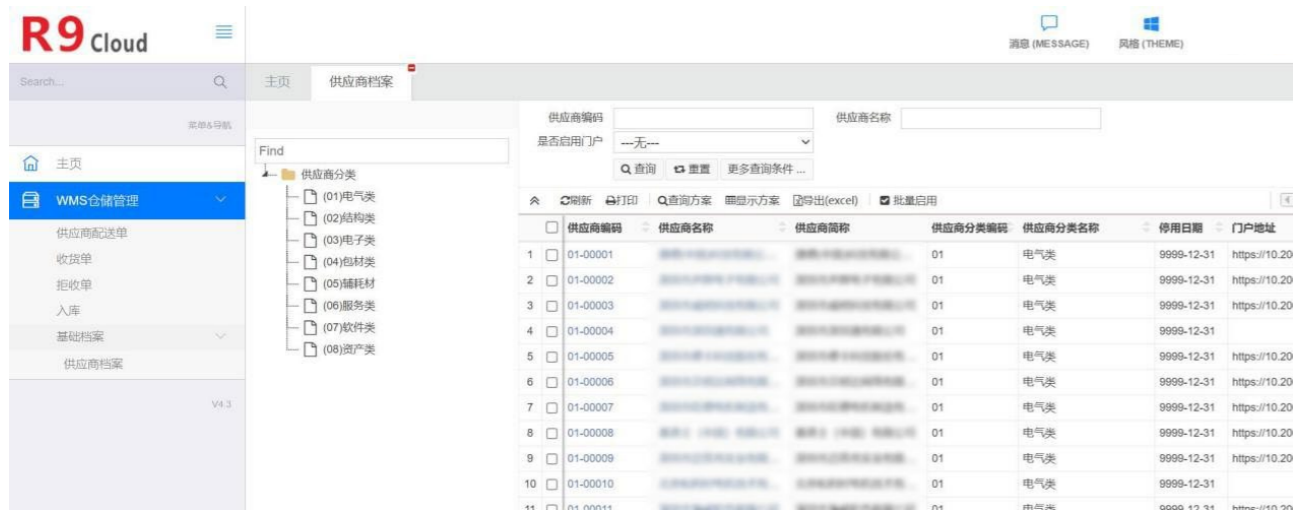 R9 Cloud
消息 (MESSAGE) 风格 (THEME)
Search...
主页 供应商档案
菜单&导航
主页
WMS仓储管理
供应商配送单
收货单
拒收单
入库
基础档案
供应商档案
V4.3
Find
供应商分类
(01)电气类
(02)结构类
(03)电子类
(04)包材类
(05)辅耗材
(06)服务类
(07)软件类
(08)资产类
供应商编码 供应商名称
是否启用门户 ---无---
查询 重置 更多查询条件 ...
刷新 打印 查询方案 显示方案 导出(excel) 批量启用
供应商编码 供应商名称 供应商简称 供应商分类编码 供应商分类名称 停用日期 门户地址
1 01-00001 01 电气类 9999-12-31 https://10.20
2 01-00002 01 电气类 9999-12-31 https://10.20
3 01-00003 01 电气类 9999-12-31 https://10.20
4 01-00004 01 电气类 9999-12-31
5 01-00005 01 电气类 9999-12-31 https://10.20
6 01-00006 01 电气类 9999-12-31 https://10.20
7 01-00007 01 电气类 9999-12-31 https://10.20
8 01-00008 01 电气类 9999-12-31 https://10.20
9 01-00009 01 电气类 9999-12-31 https://10.20
10 01-00010 01 电气类 9999-12-31
11 01-00011 01 电气类 9999-12-31 https://10.20